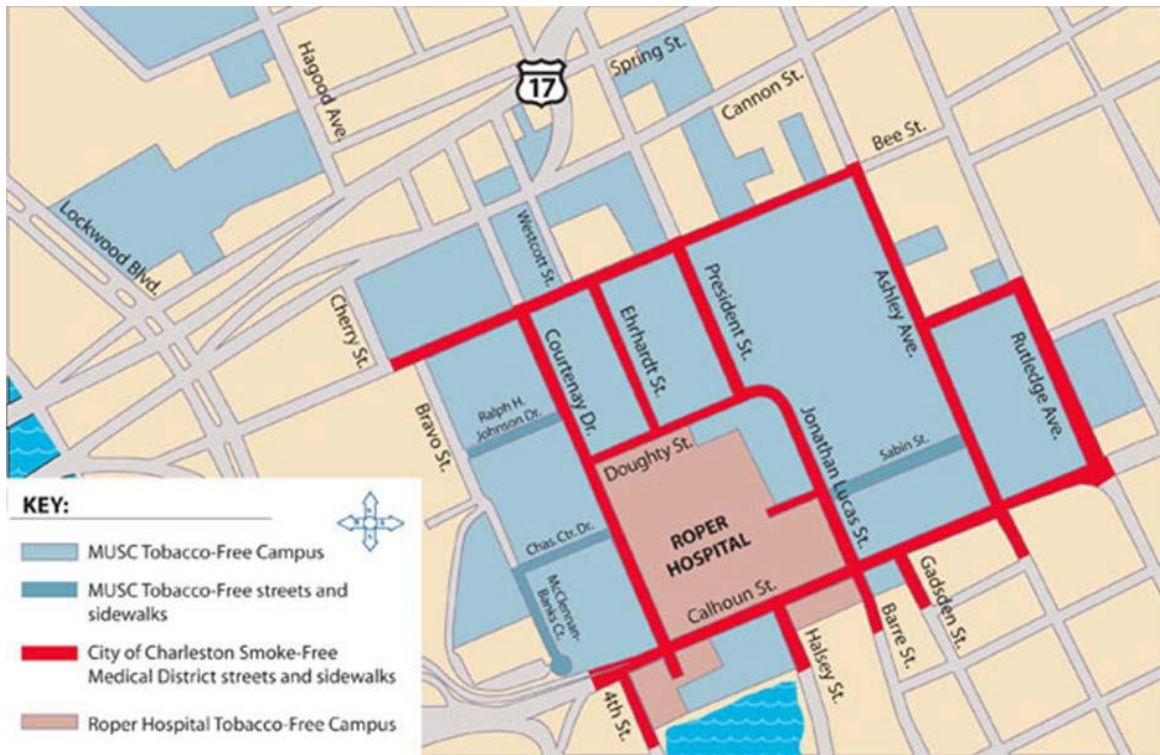 Hagood Ave.
17
Spring St.
Cannon St.
Bee St.
Lockwood Blvd.
Cherry St.
Westcott St.
Courtenay Dr.
Ehrhardt St.
President St.
Ashley Ave.
Rutledge Ave.
Bravo St.
Ralph H.
Johnson Dr.
Doughty St.
Jonathan Lucas St.
Sabin St.
Chas. Ctr. Dr.
McClennan-
Banks Ct.
ROPER
HOSPITAL
Calhoun St.
4th St.
Halsey St.
Barre St.
Gadsden St.
KEY:
MUSC Tobacco-Free Campus
MUSC Tobacco-Free streets and
sidewalks
City of Charleston Smoke-Free
Medical District streets and sidewalks
Roper Hospital Tobacco-Free Campus